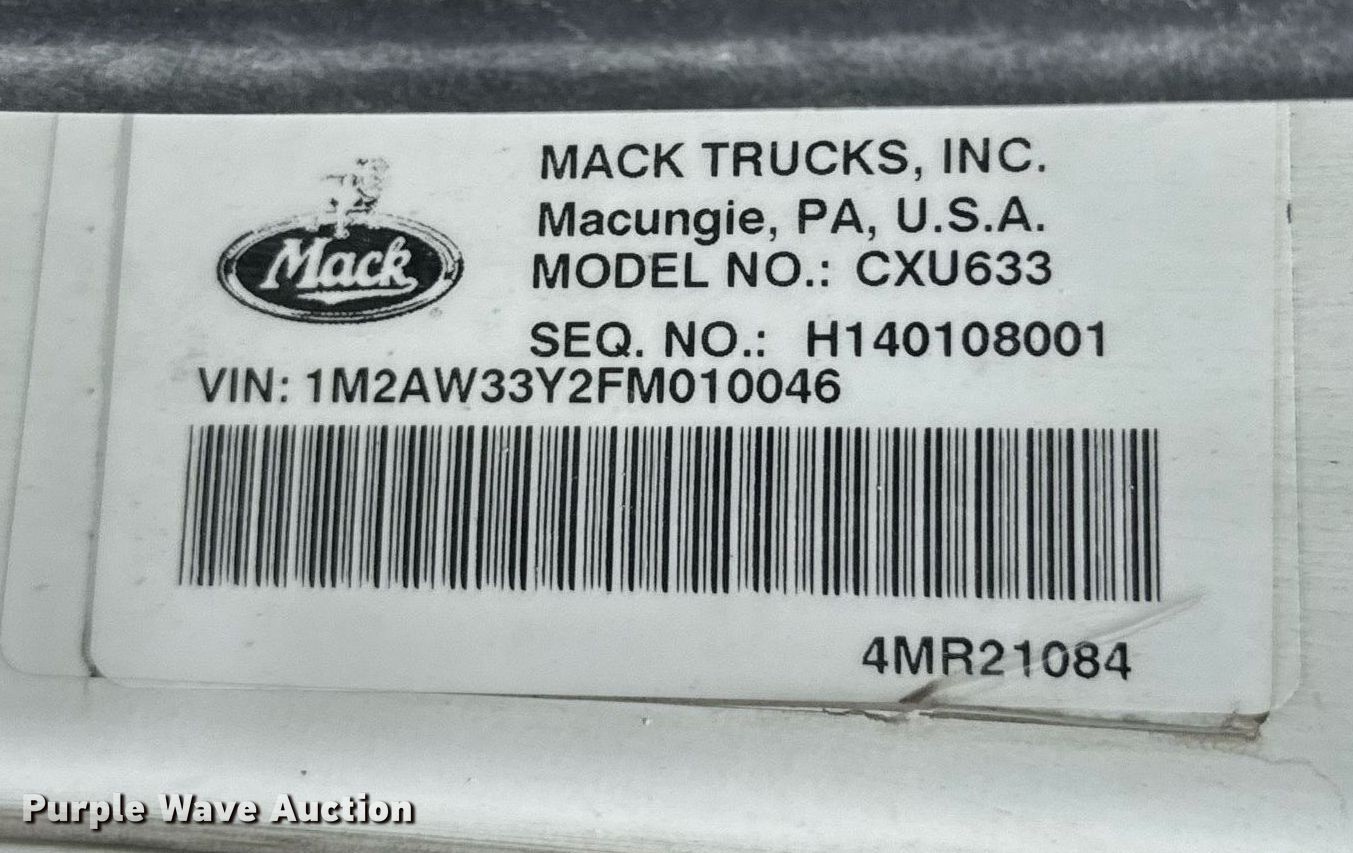 MACK TRUCKS, INC.
Macungie, PA, U.S.A.
Mack
MODEL NO.: CXU633
SEQ. NO.: H140108001
VIN: 1M2AW33Y2FM010046
4MR21084
Purple Wave Auction